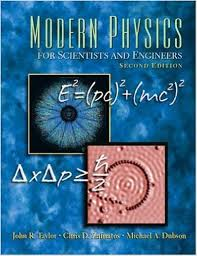 MODERN PHYSICS
FOR SCIENTISTS AND ENGINEERS
SECOND EDITION
E²=(pc)²+(mc²)²
ΔxΔp≥ħ/2
John R. Taylor • Chris D. Zafiratos • Michael A. Dubson